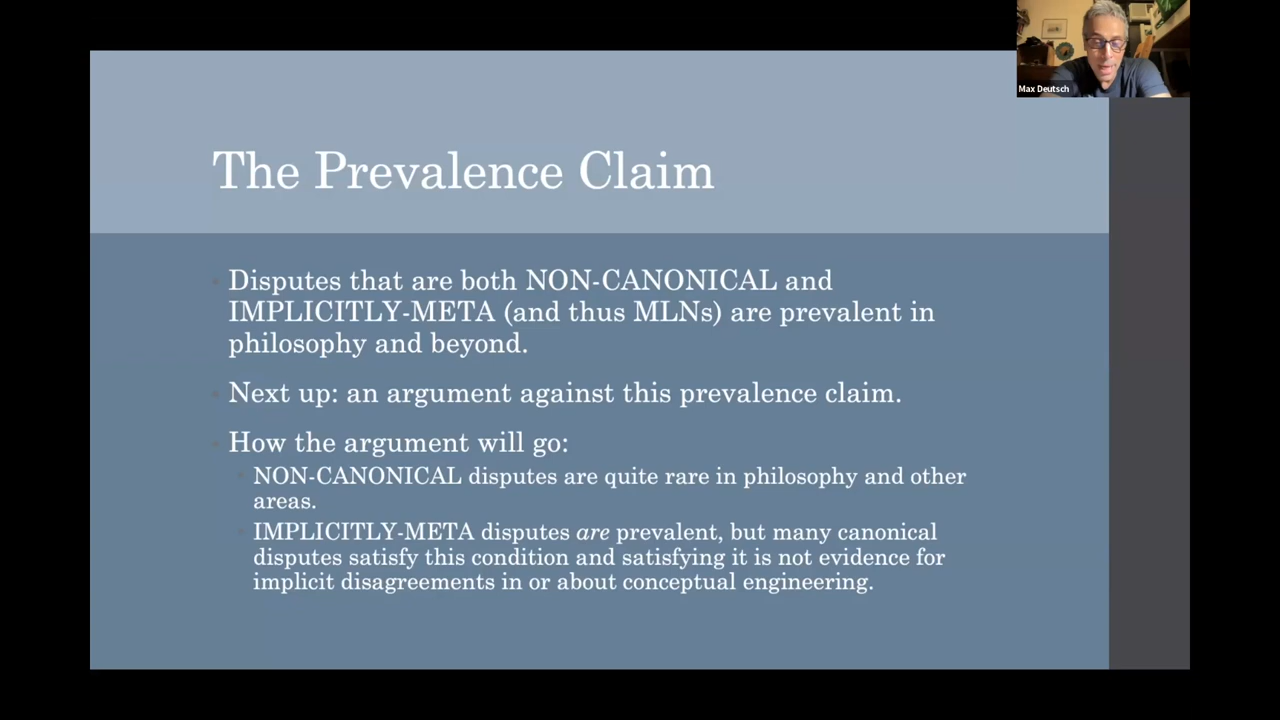 Max Deutsch
The Prevalence Claim
Disputes that are both NON-CANONICAL and
IMPLICITLY-META (and thus MLNs) are prevalent in
philosophy and beyond.
Next up: an argument against this prevalence claim.
How the argument will go:
NON-CANONICAL disputes are quite rare in philosophy and other
areas.
IMPLICITLY-META disputes are prevalent, but many canonical
disputes satisfy this condition and satisfying it is not evidence for
implicit disagreements in or about conceptual engineering.